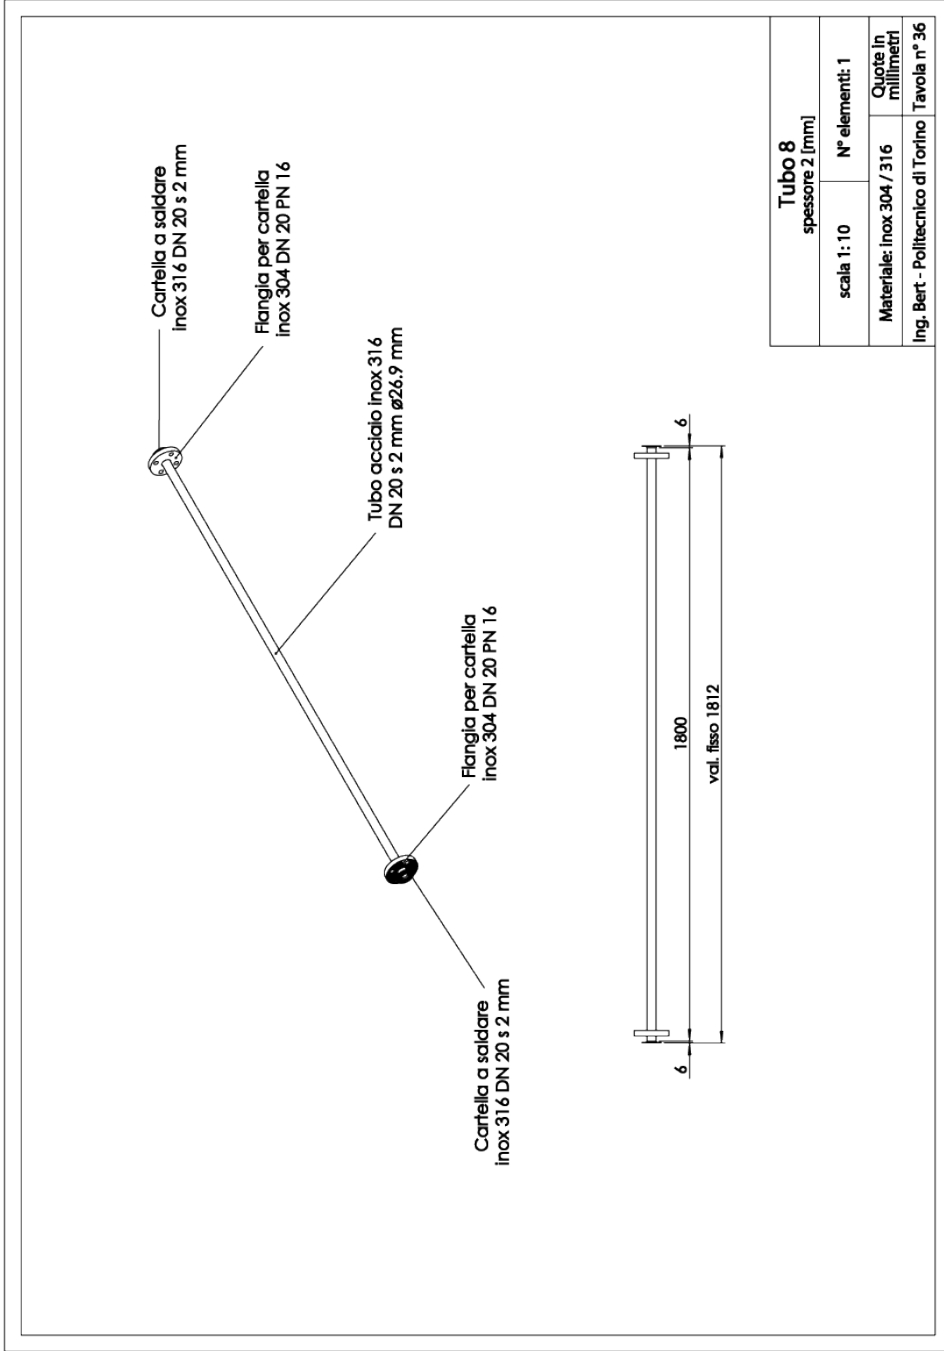 Cartella a saldare
inox 316 DN 20 s 2 mm
Flangia per cartella
inox 304 DN 20 PN 16
Tubo acciaio inox 316
DN 20 s 2 mm ø26.9 mm
Flangia per cartella
inox 304 DN 20 PN 16
Cartella a saldare
inox 316 DN 20 s 2 mm
6
1800
6
val. fisso 1812
Tubo 8
spessore 2 [mm]
scala 1: 10
N° elementi: 1
Materiale: inox 304 / 316
Quote in
millimetri
Ing. Bert - Politecnico di Torino
Tavola n° 36